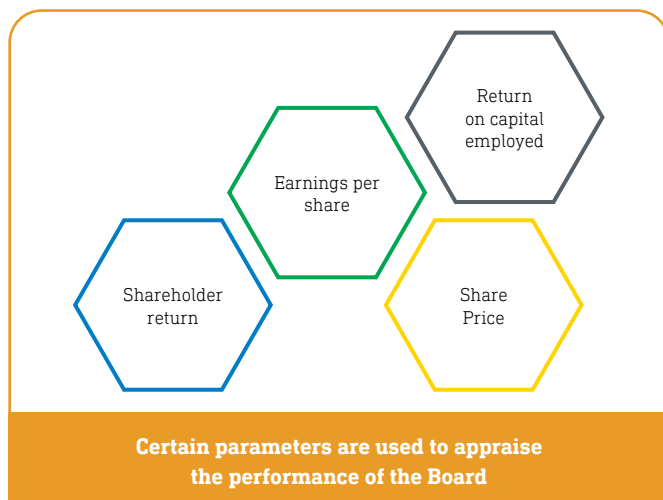 Return
on capital
employed
Earnings per
share
Shareholder
return
Share
Price
Certain parameters are used to appraise
the performance of the Board